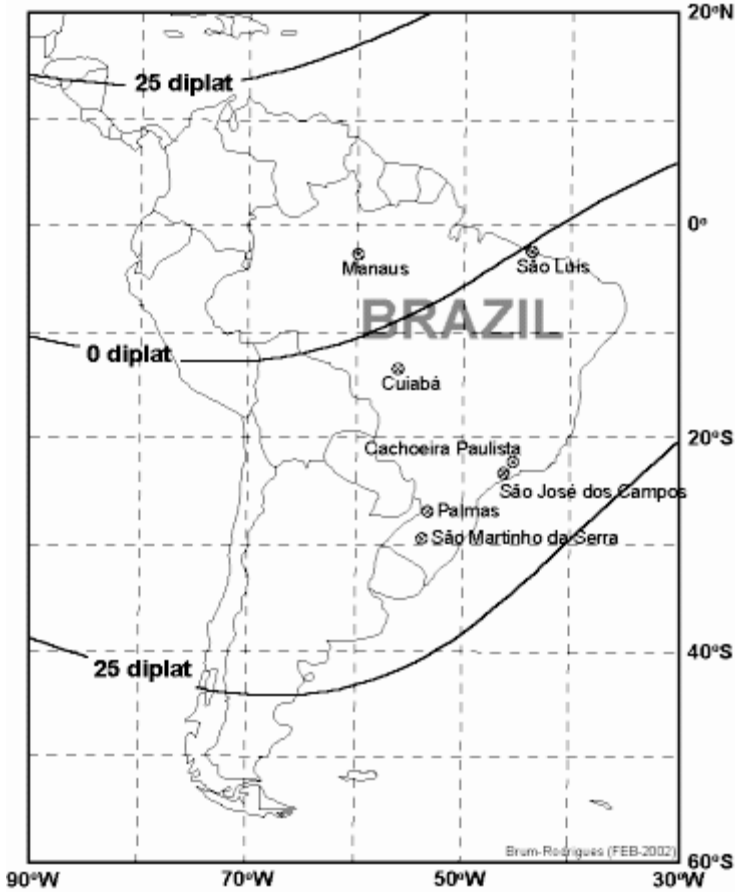 20°N
25 diplat
0°
Manaus
São Luis
BRAZIL
0 diplat
Cuiabá
20°S
Cachoeira Paulista
São José dos Campos
Palmas
São Martinho da Serra
40°S
25 diplat
Brum-Rodrigues (FEB-2002)
60°S
90°W
70°W
50°W
30°W